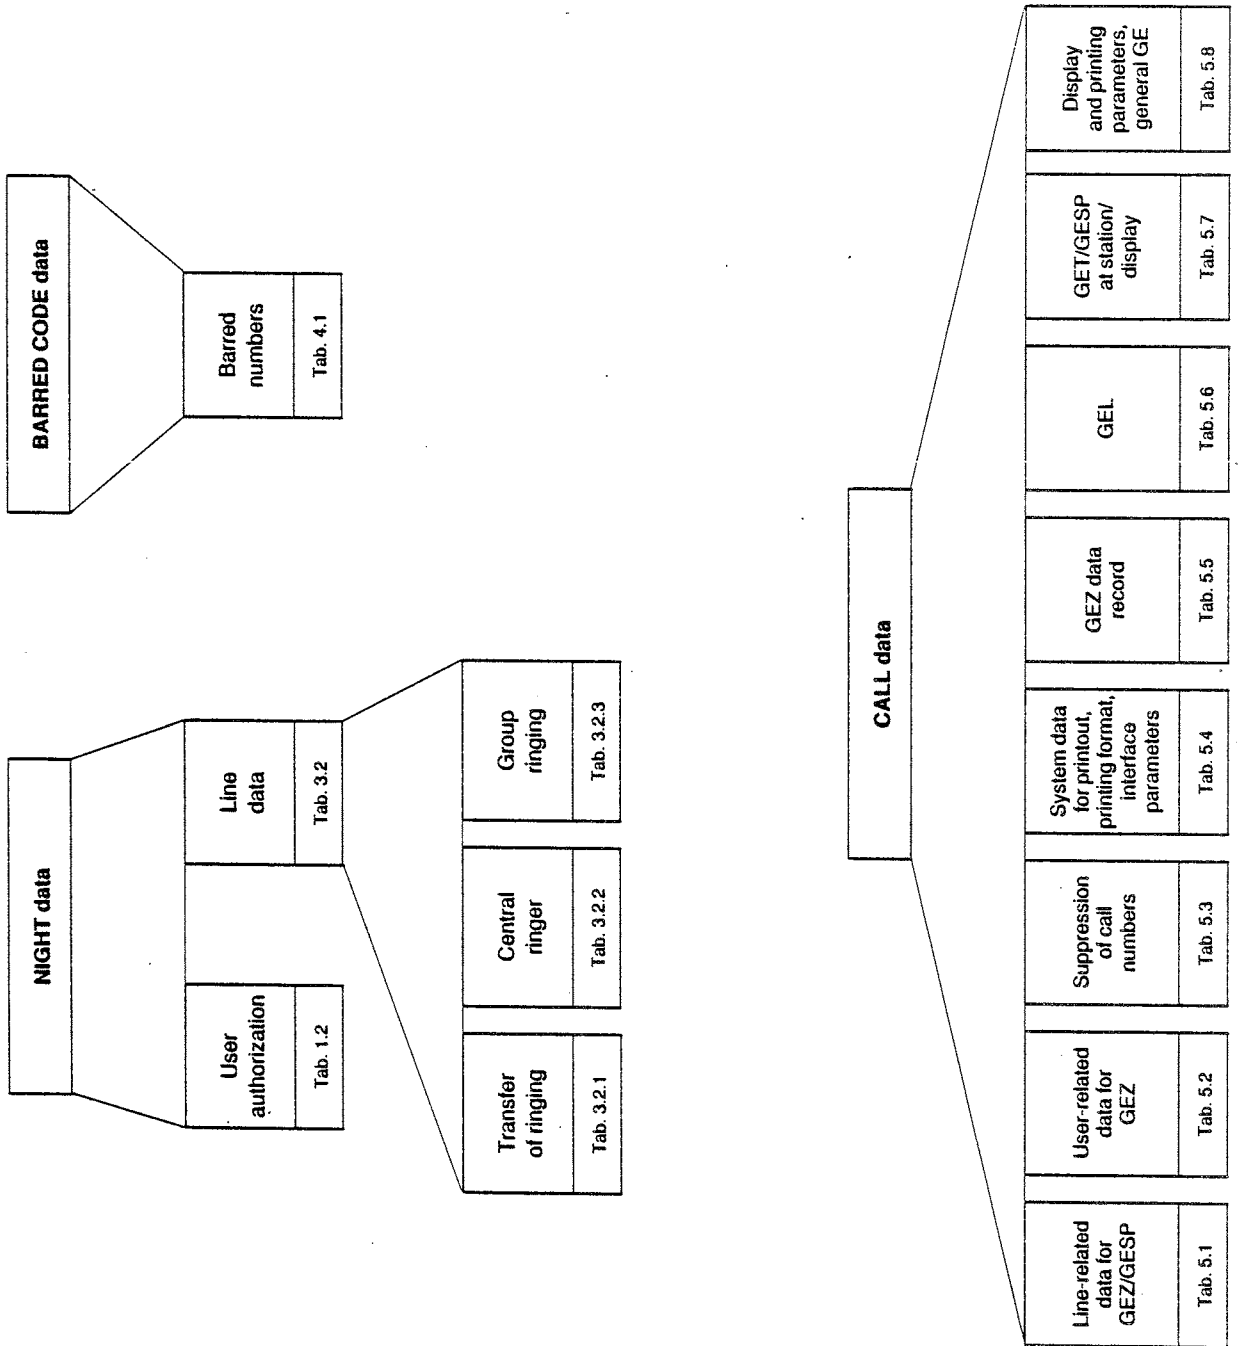 NIGHT data
User
authorization
Tab. 1.2
Line
data
Tab. 3.2
Transfer
of ringing
Tab. 3.2.1
Central
ringer
Tab. 3.2.2
Group
ringing
Tab. 3.2.3
BARRED CODE data
Barred
numbers
Tab. 4.1
CALL data
Line-related
data for
GEZ/GESP
Tab. 5.1
User-related
data for
GEZ
Tab. 5.2
Suppression
of call
numbers
Tab. 5.3
System data
for printout,
printing format,
interface
parameters
Tab. 5.4
GEZ data
record
Tab. 5.5
GEL
Tab. 5.6
GET/GESP
at station/
display
Tab. 5.7
Display
and printing
parameters,
general GE
Tab. 5.8